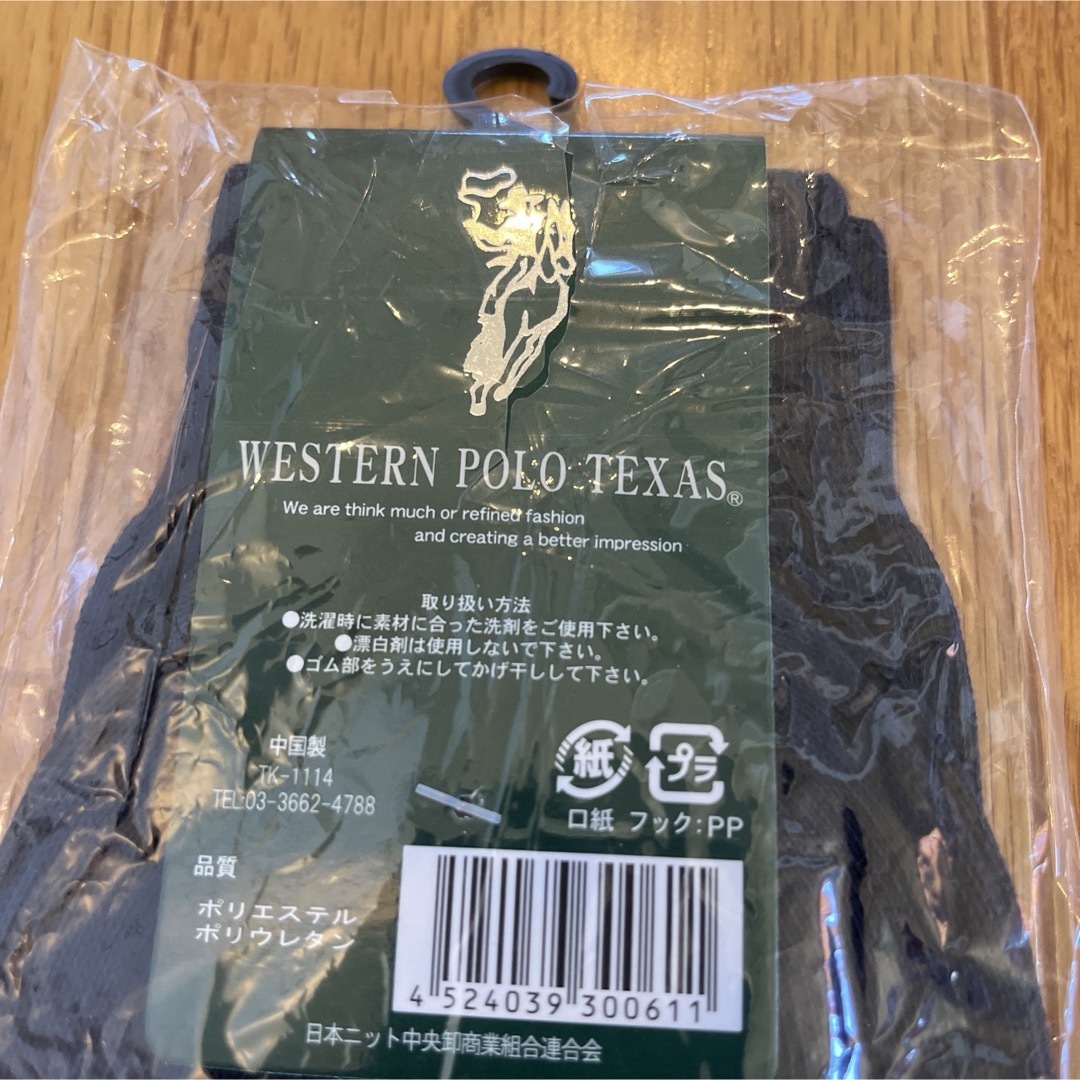 WESTERN POLO TEXAS®
We are think much or refined fashion
and creating a better impression
取り扱い方法
●洗濯時に素材に合った洗剤をご使用下さい。
●漂白剤は使用しないで下さい。
●ゴム部をうえにしてかげ干しして下さい。
中国製
TK-1114
TEL:03-3662-4788
紙 プラ
口紙 フック:PP
品質
ポリエステル
ポリウレタン
4 524039 300611
日本ニット中央卸商業組合連合会